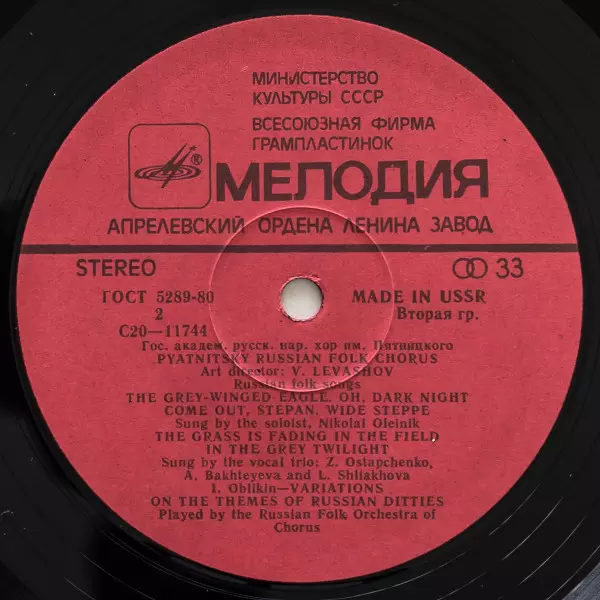 МИНИСТЕРСТВО
КУЛЬТУРЫ СССР
ВСЕСОЮЗНАЯ ФИРМА
ГРАМПЛАСТИНОК
® МЕЛОДИЯ
АПРЕЛЕВСКИЙ ОРДЕНА ЛЕНИНА ЗАВОД
STEREO 33
ГОСТ 5289-80 MADE IN USSR
2 Вторая гр.
С20—11744
Гос. академ. русск. нар. хор им. Пятницкого
PYATNITSKY RUSSIAN FOLK CHORUS
Art director: V. LEVASHOV
Russian folk songs
THE GREY-WINGED EAGLE. OH, DARK NIGHT
COME OUT, STEPAN. WIDE STEPPE
Sung by the soloist, Nikolai Oleinik
THE GRASS IS FADING IN THE FIELD
IN THE GREY TWILIGHT
Sung by the vocal trio: Z. Ostapchenko,
A. Bakhteyeva and L. Shliakhova
I. Oblikin—VARIATIONS
ON THE THEMES OF RUSSIAN DITTIES
Played by the Russian Folk Orchestra of
Chorus